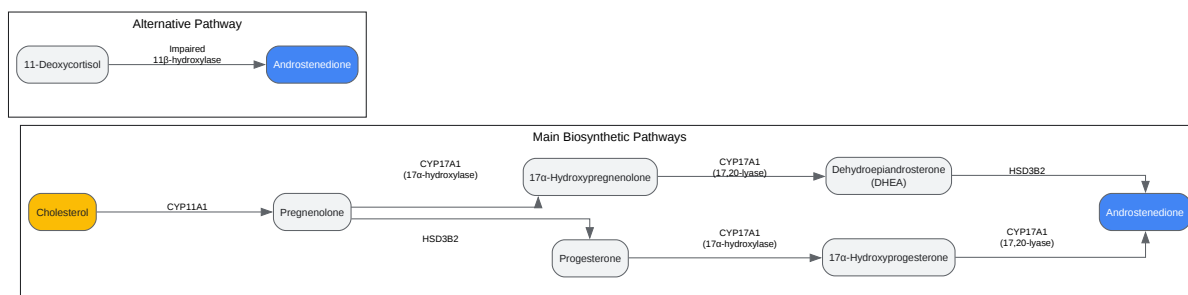 Alternative Pathway
11-Deoxycortisol
Impaired
11β-hydroxylase
Androstenedione
Main Biosynthetic Pathways
Cholesterol
CYP11A1
Pregnenolone
CYP17A1
(17α-hydroxylase)
17α-Hydroxypregnenolone
CYP17A1
(17,20-lyase)
Dehydroepiandrosterone
(DHEA)
HSD3B2
Androstenedione
HSD3B2
Progesterone
CYP17A1
(17α-hydroxylase)
17α-Hydroxyprogesterone
CYP17A1
(17,20-lyase)